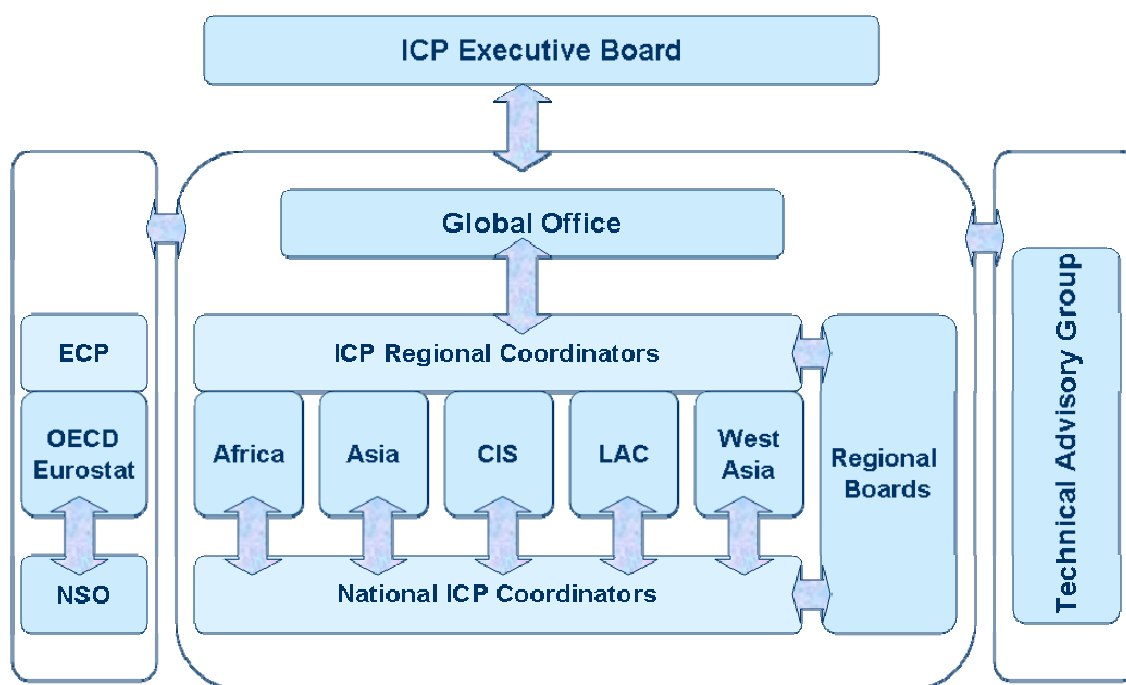 ICP Executive Board
Global Office
ECP
ICP Regional Coordinators
OECD
Eurostat
Africa
Asia
CIS
LAC
West
Asia
Regional
Boards
NSO
National ICP Coordinators
Technical Advisory Group